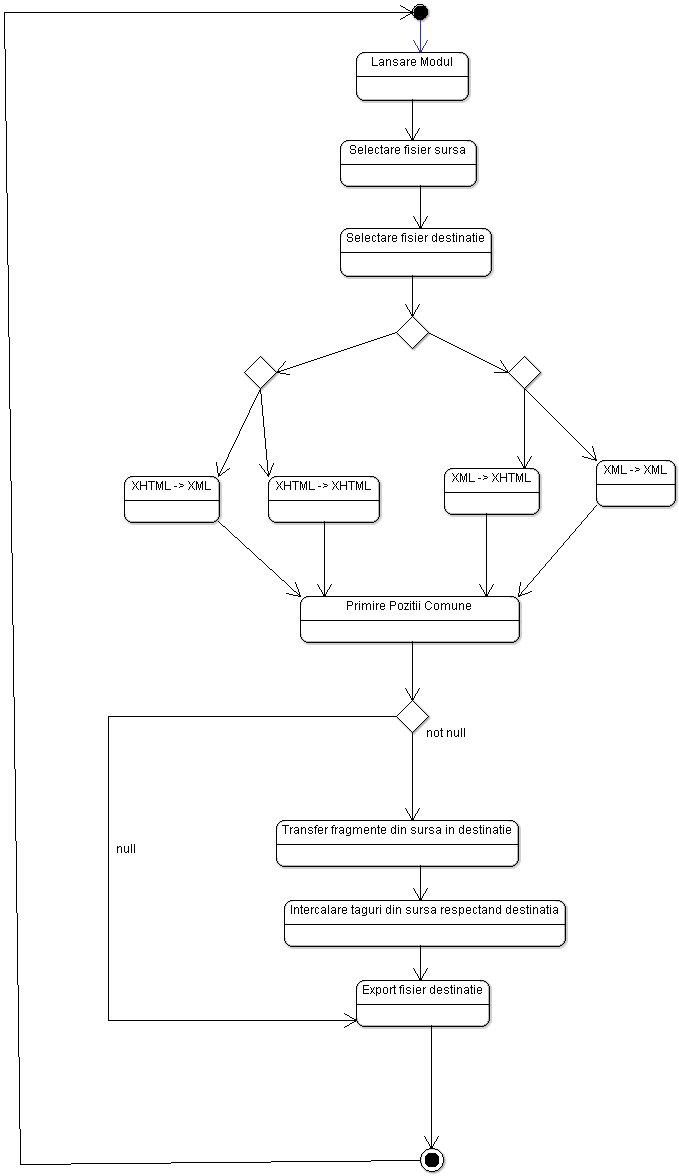 Lansare Modul
Selectare fisier sursa
Selectare fisier destinatie
XHTML -> XML
XHTML -> XHTML
XML -> XHTML
XML -> XML
Primire Pozitii Comune
not null
Transfer fragmente din sursa in destinatie
null
Intercalare taguri din sursa respectand destinatia
Export fisier destinatie